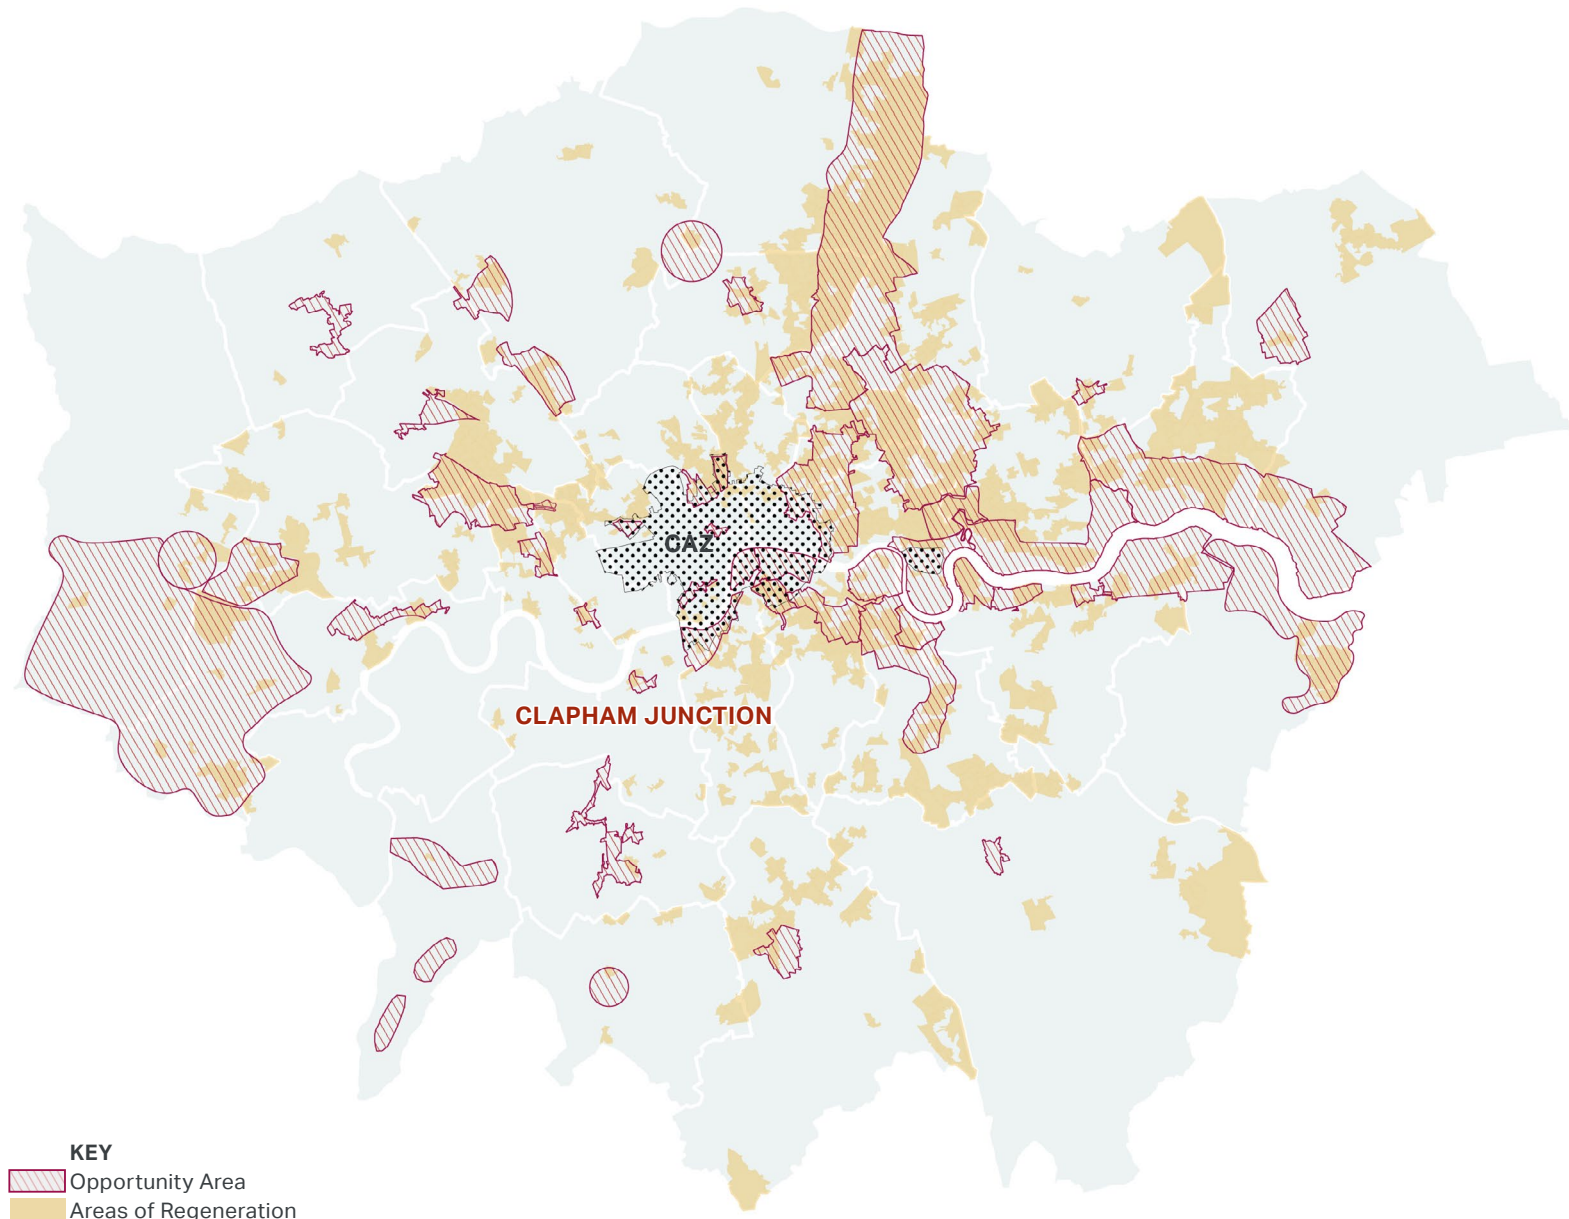 CAZ
CLAPHAM JUNCTION
KEY
Opportunity Area
Areas of Regeneration